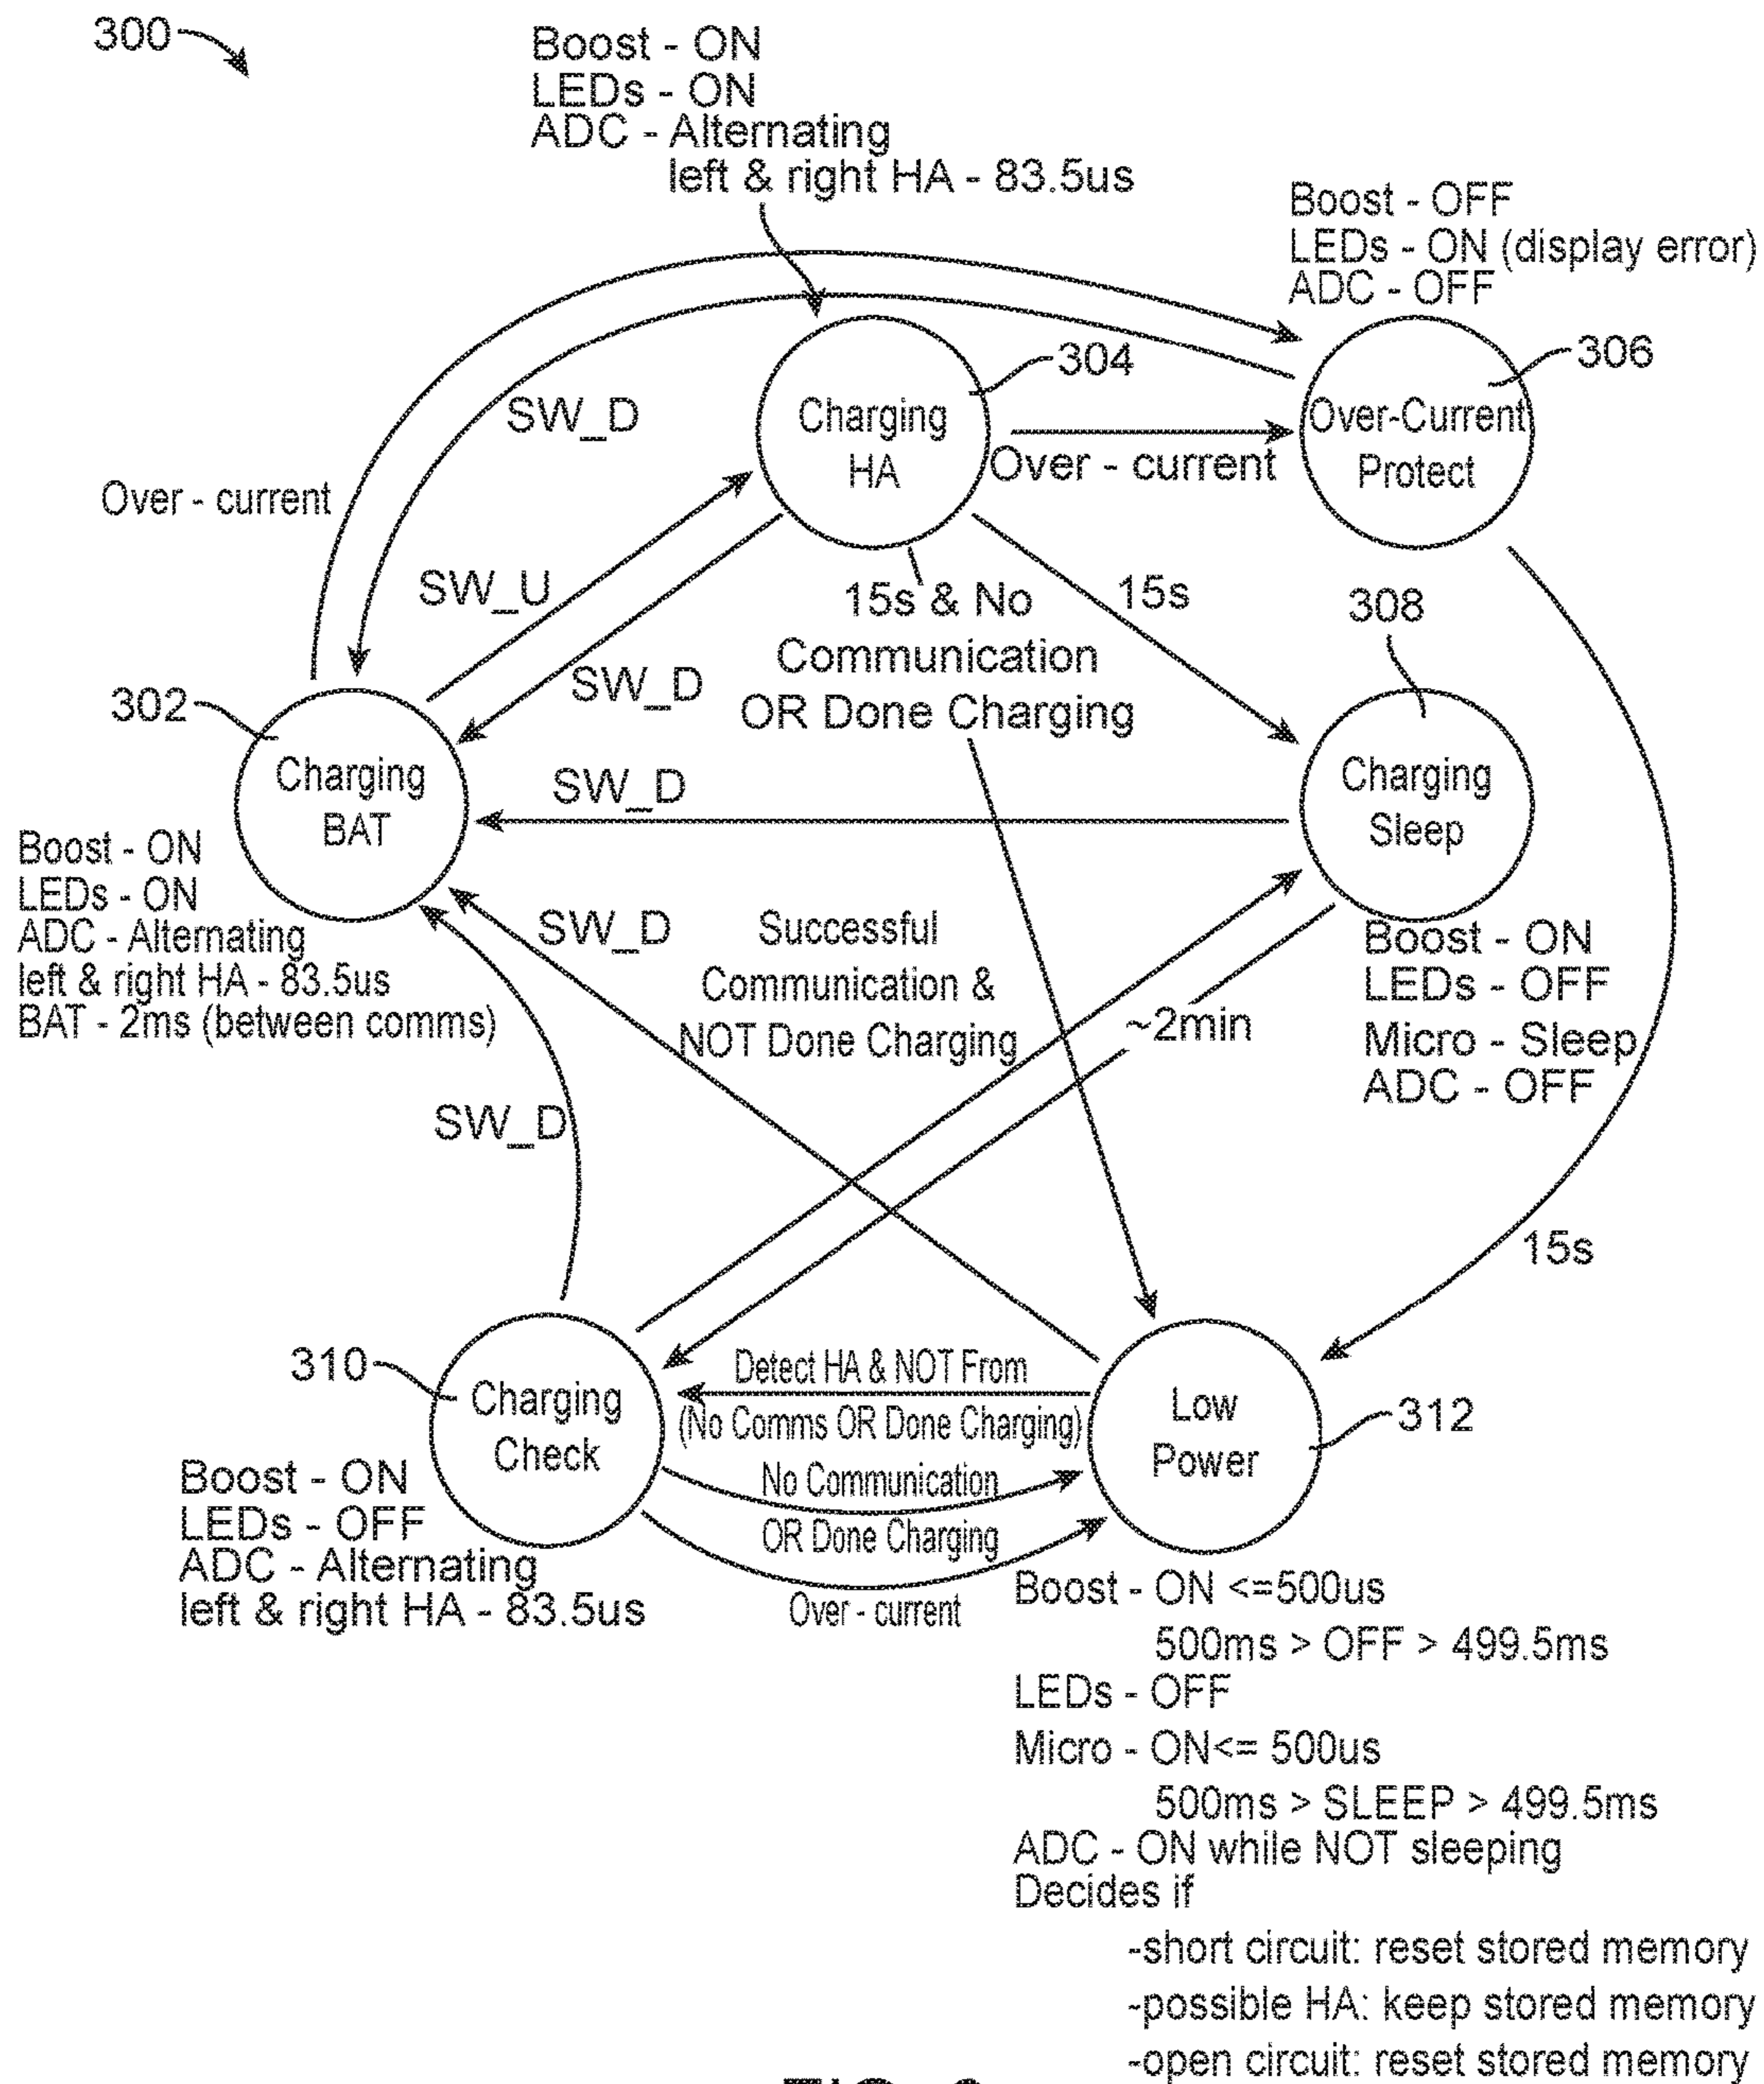 300
Boost - ON
LEDs - ON
ADC - Alternating
left & right HA - 83.5us
Boost - OFF
LEDs - ON (display error)
ADC - OFF
304
306
Charging
HA
Over-Current
Protect
SW_D
Over - current
Over - current
SW_U
15s & No
Communication
OR Done Charging
15s
308
SW_D
302
Charging
BAT
SW_D
Charging
Sleep
Boost - ON
LEDs - ON
ADC - Alternating
left & right HA - 83.5us
BAT - 2ms (between comms)
SW_D
Successful
Communication &
NOT Done Charging
~2min
Boost - ON
LEDs - OFF
Micro - Sleep
ADC - OFF
SW_D
15s
310
Charging
Check
Detect HA & NOT From
(No Comms OR Done Charging)
No Communication
OR Done Charging
Over - current
Low
Power
312
Boost - ON
LEDs - OFF
ADC - Alternating
left & right HA - 83.5us
Boost - ON <=500us
500ms > OFF > 499.5ms
LEDs - OFF
Micro - ON<= 500us
500ms > SLEEP > 499.5ms
ADC - ON while NOT sleeping
Decides if
-short circuit: reset stored memory
-possible HA: keep stored memory
-open circuit: reset stored memory